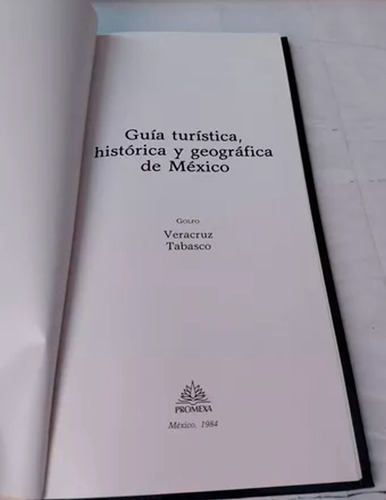 Guía turística,
histórica y geográfica
de México
Golfo
Veracruz
Tabasco
PROMEXA
México, 1984